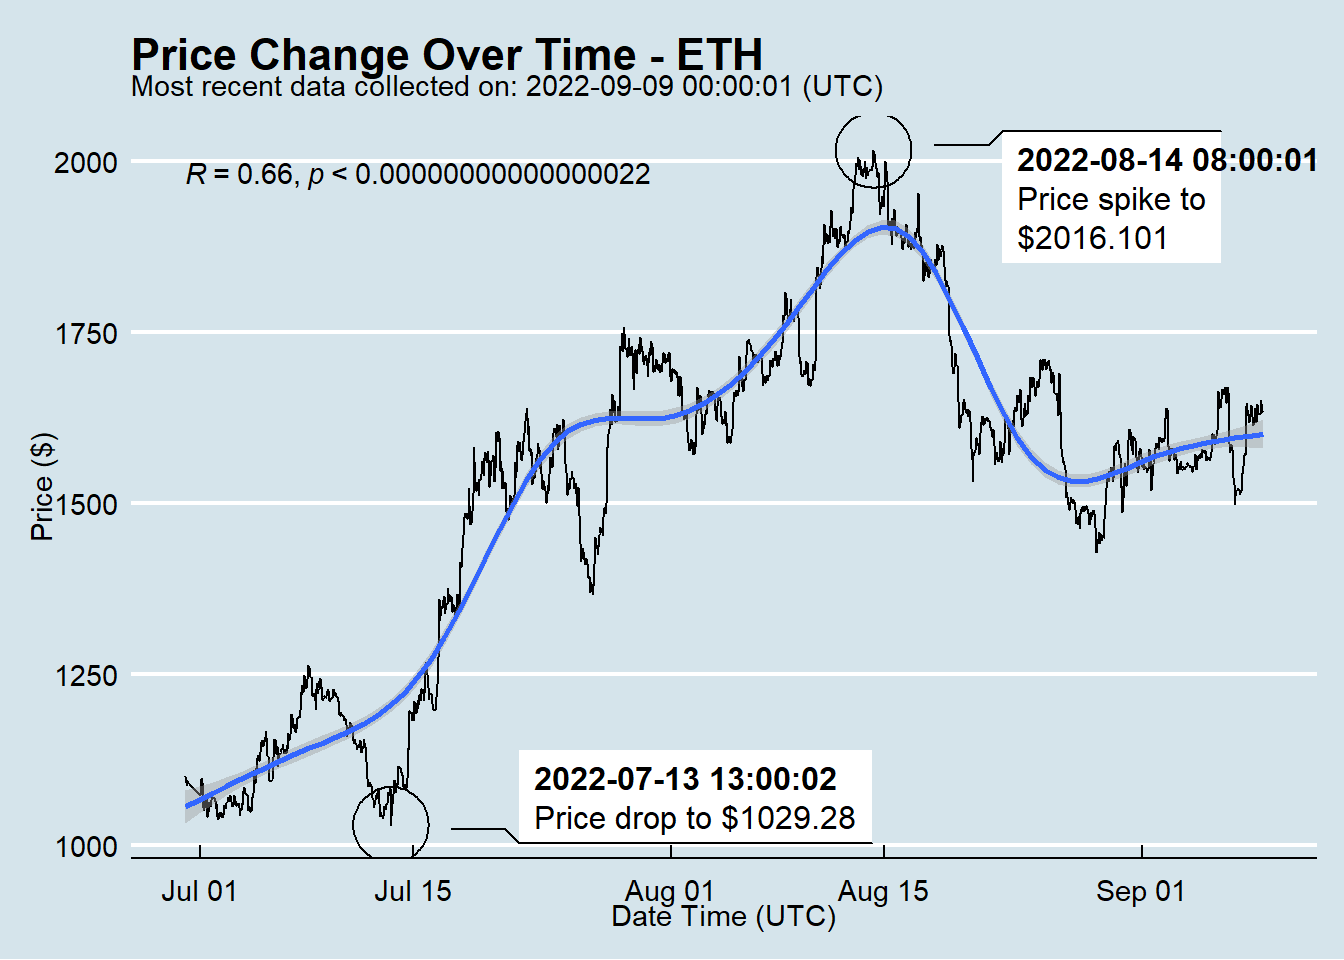 Price Change Over Time - ETH
Most recent data collected on: 2022-09-09 00:00:01 (UTC)
R = 0.66, p < 0.00000000000000022
2022-08-14 08:00:01
Price spike to
$2016.101
2022-07-13 13:00:02
Price drop to $1029.28
Price ($)
2000
1750
1500
1250
1000
Jul 01 Jul 15 Aug 01 Aug 15 Sep 01
Date Time (UTC)